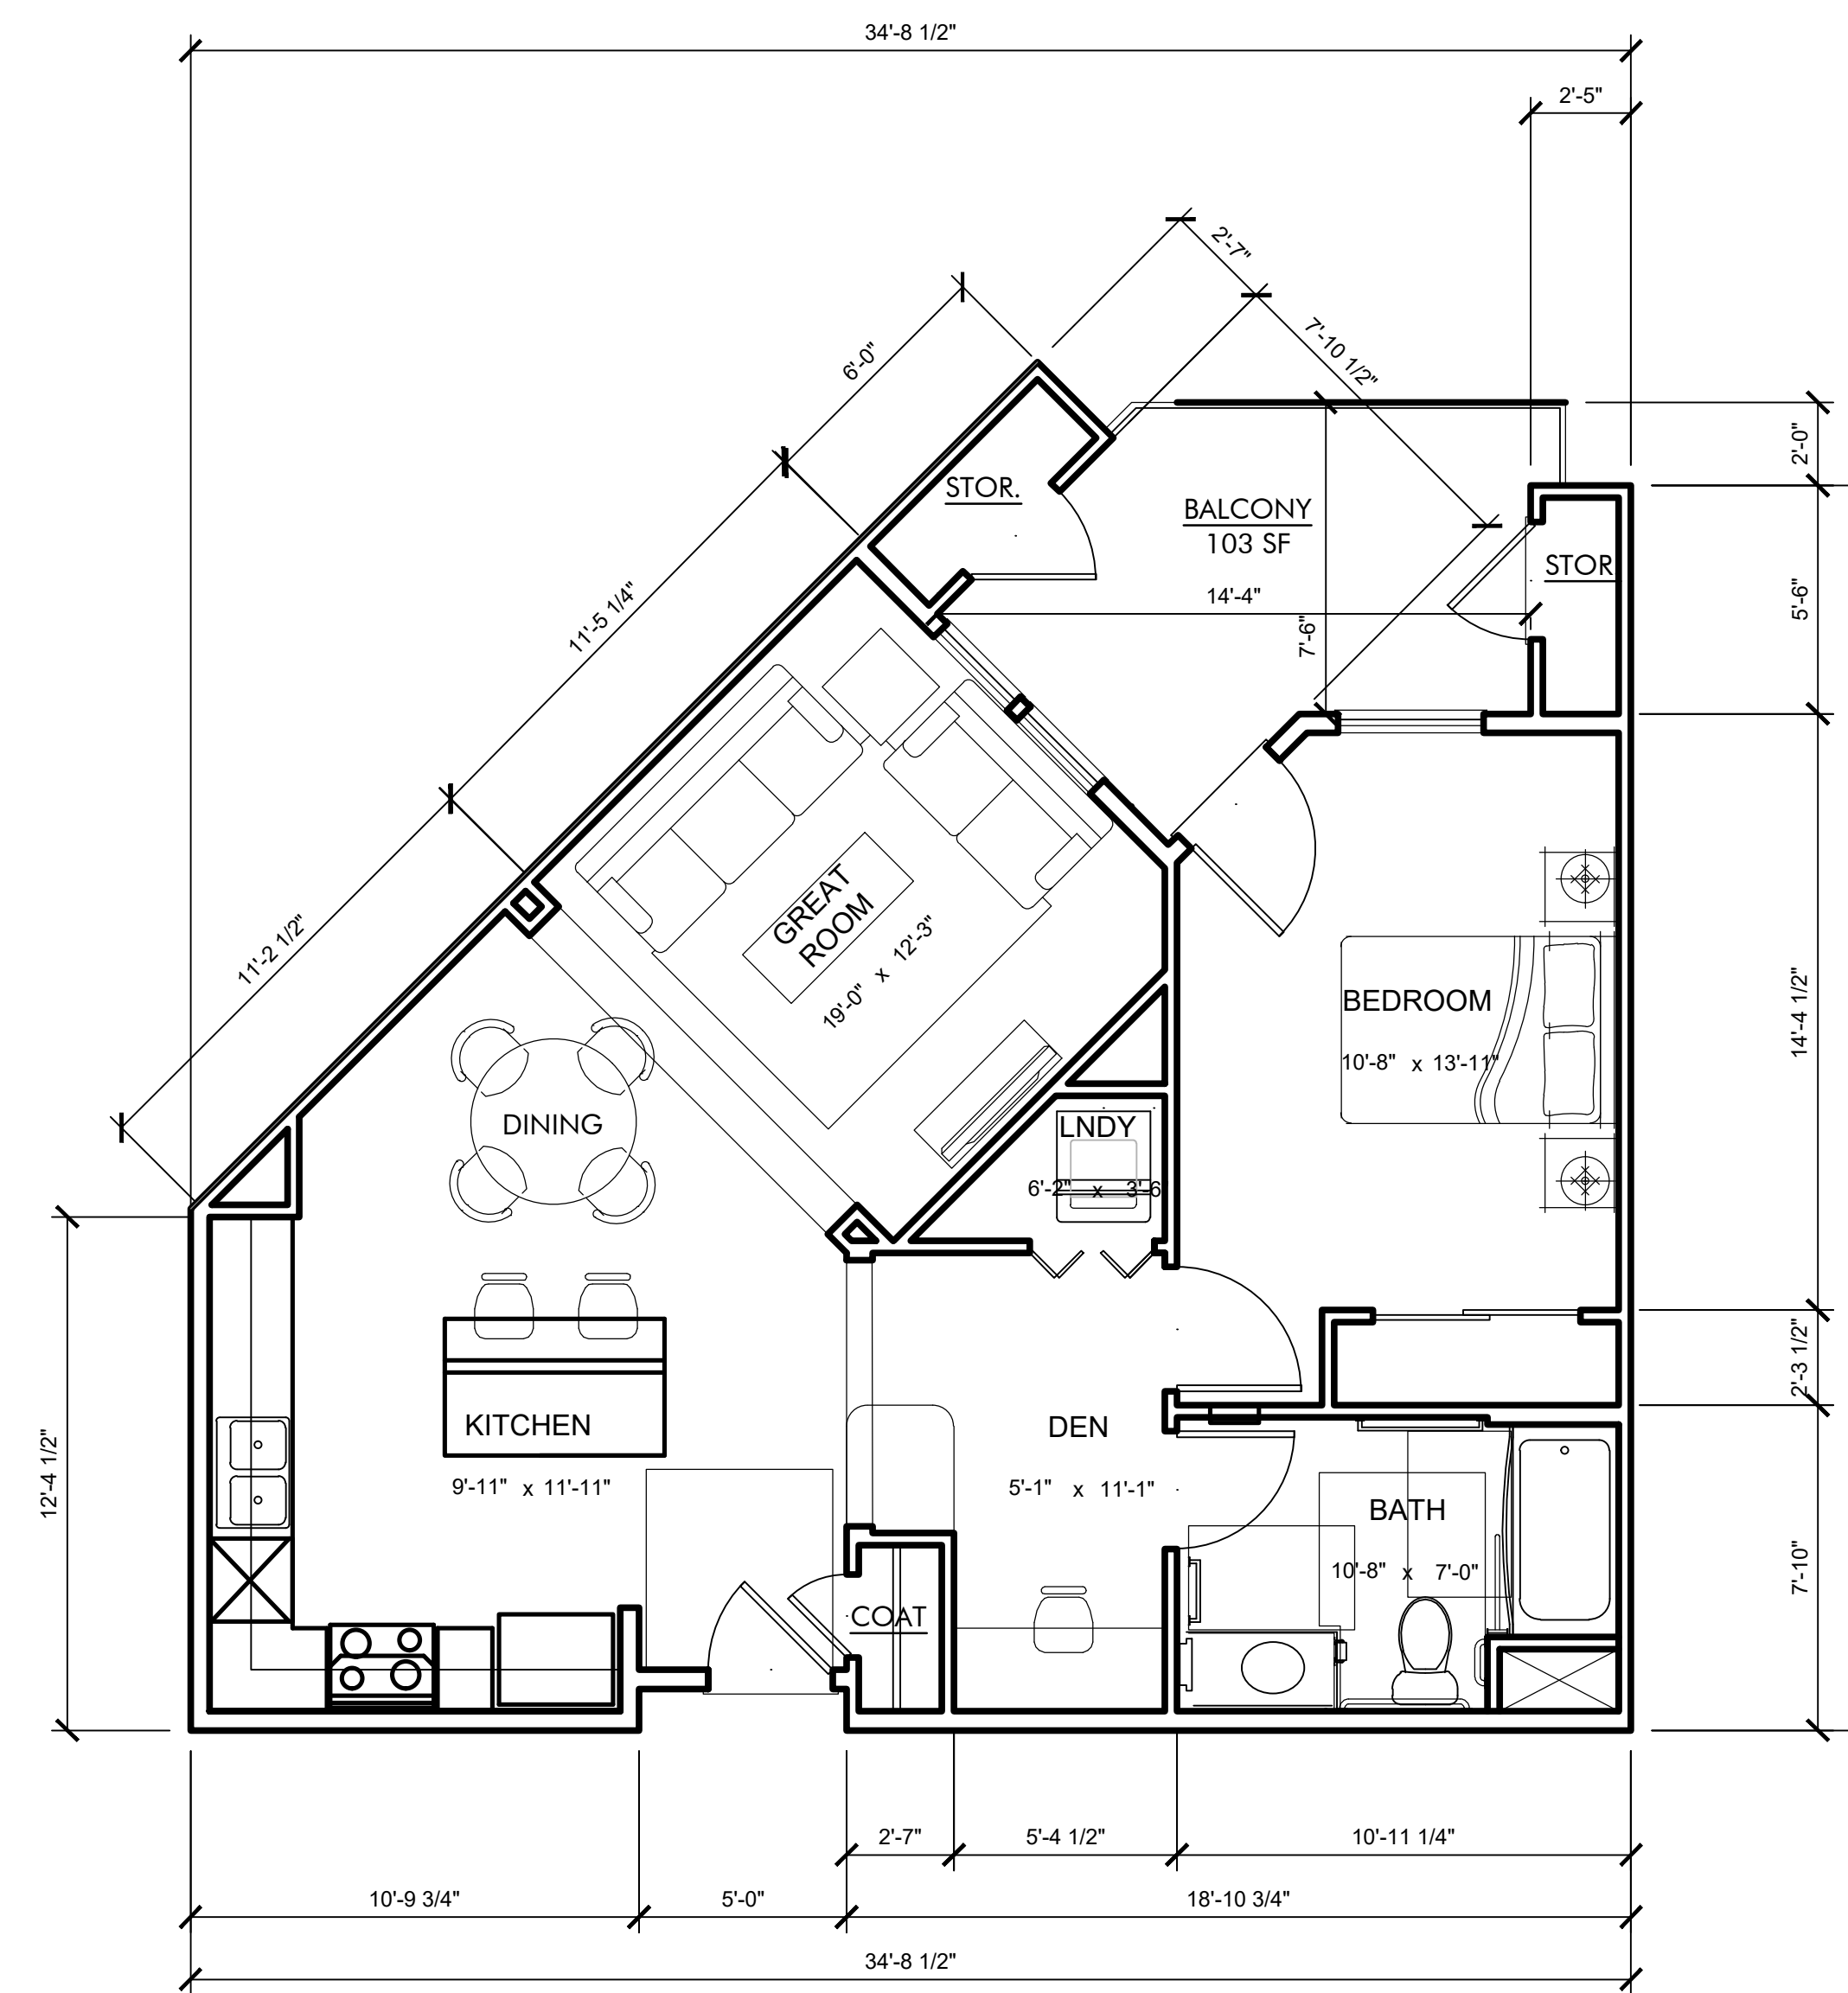 34'-8 1/2"
2'-5"
2'-7"
7'-10 1/2"
6'-0"
2'-0"
STOR.
BALCONY
103 SF
STOR
14'-4"
7'-6"
5'-6"
11'-5 1/4"
GREAT
ROOM
19'-0" x 12'-3"
11'-2 1/2"
BEDROOM
10'-8" x 13'-11"
14'-4 1/2"
DINING
LNDY
6'-2" x 3'-6
2'-3 1/2"
KITCHEN
9'-11" x 11'-11"
DEN
5'-1" x 11'-1"
12'-4 1/2"
BATH
10'-8" x 7'-0"
7'-10"
COAT
2'-7"
5'-4 1/2"
10'-11 1/4"
10'-9 3/4"
5'-0"
18'-10 3/4"
34'-8 1/2"